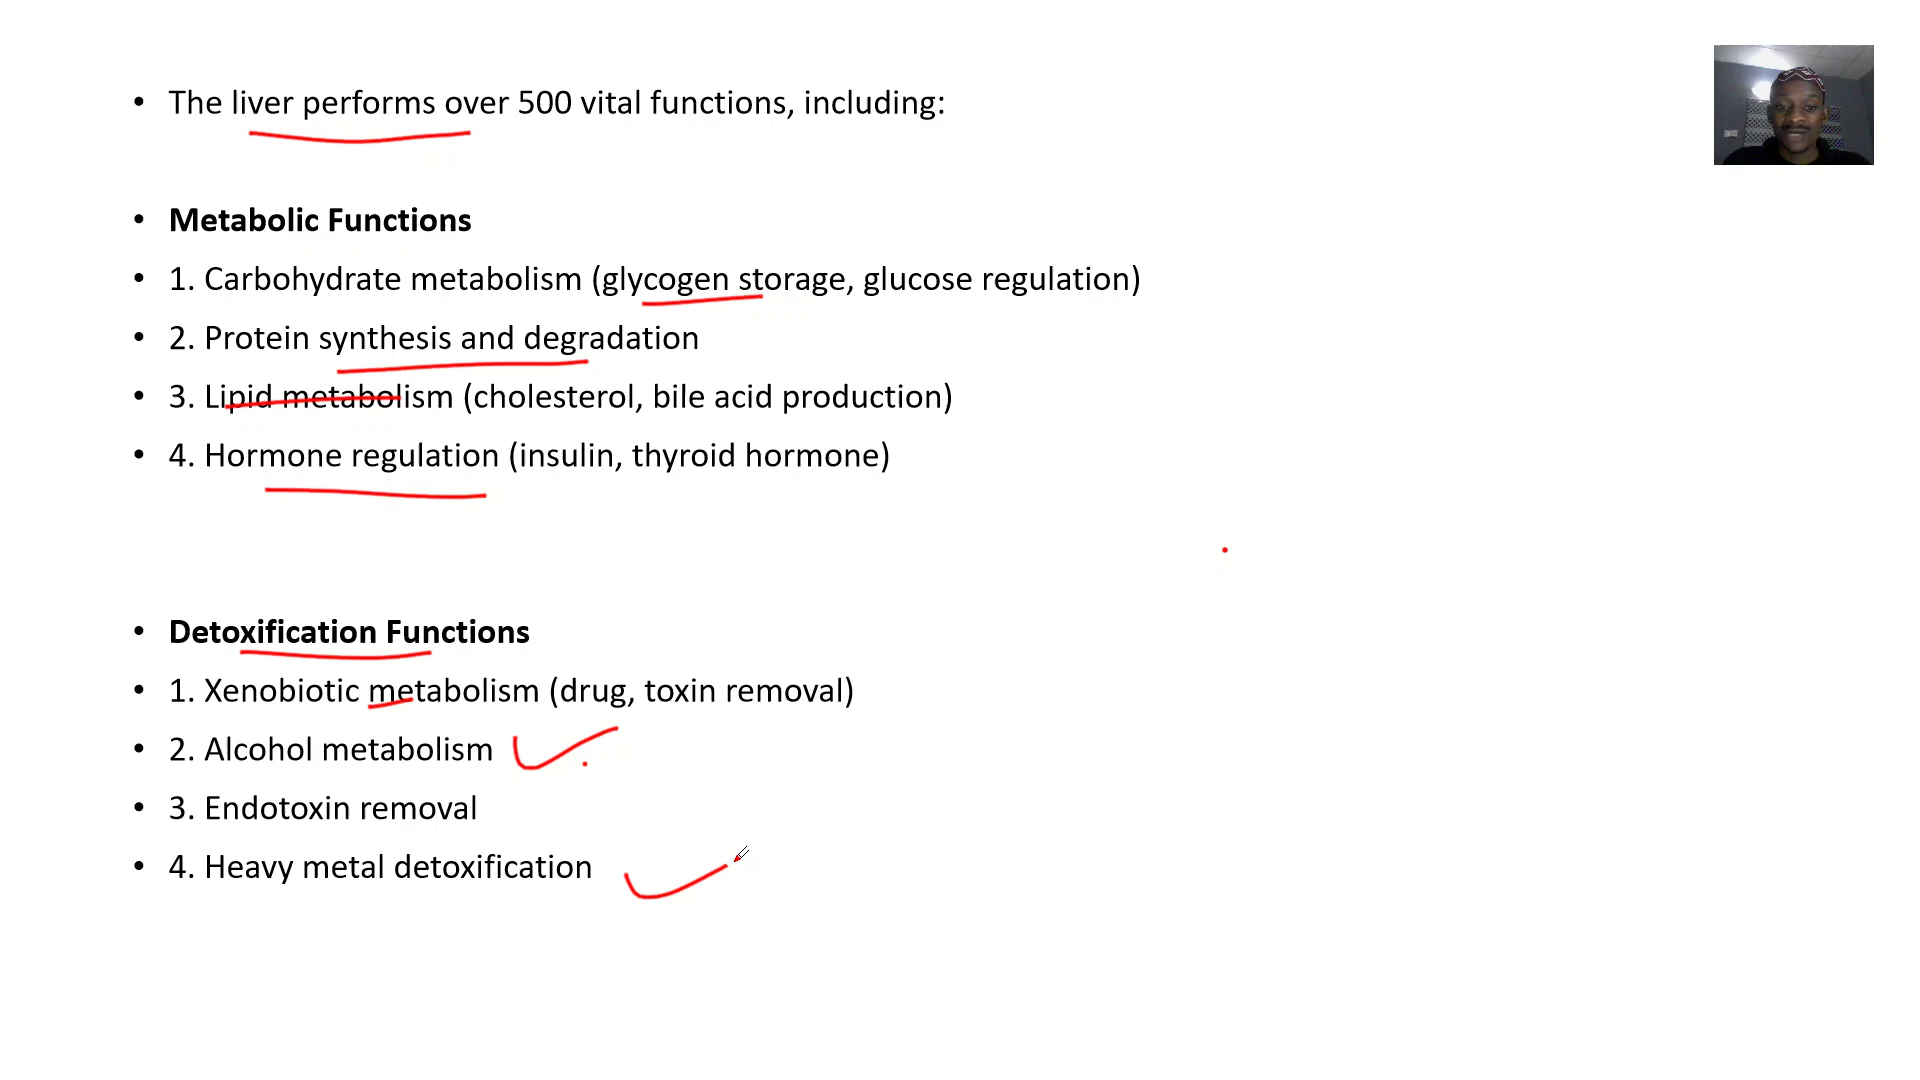 • The liver performs over 500 vital functions, including:
• Metabolic Functions
• 1. Carbohydrate metabolism (glycogen storage, glucose regulation)
• 2. Protein synthesis and degradation
• 3. Lipid metabolism (cholesterol, bile acid production)
• 4. Hormone regulation (insulin, thyroid hormone)
• Detoxification Functions
• 1. Xenobiotic metabolism (drug, toxin removal)
• 2. Alcohol metabolism
• 3. Endotoxin removal
• 4. Heavy metal detoxification